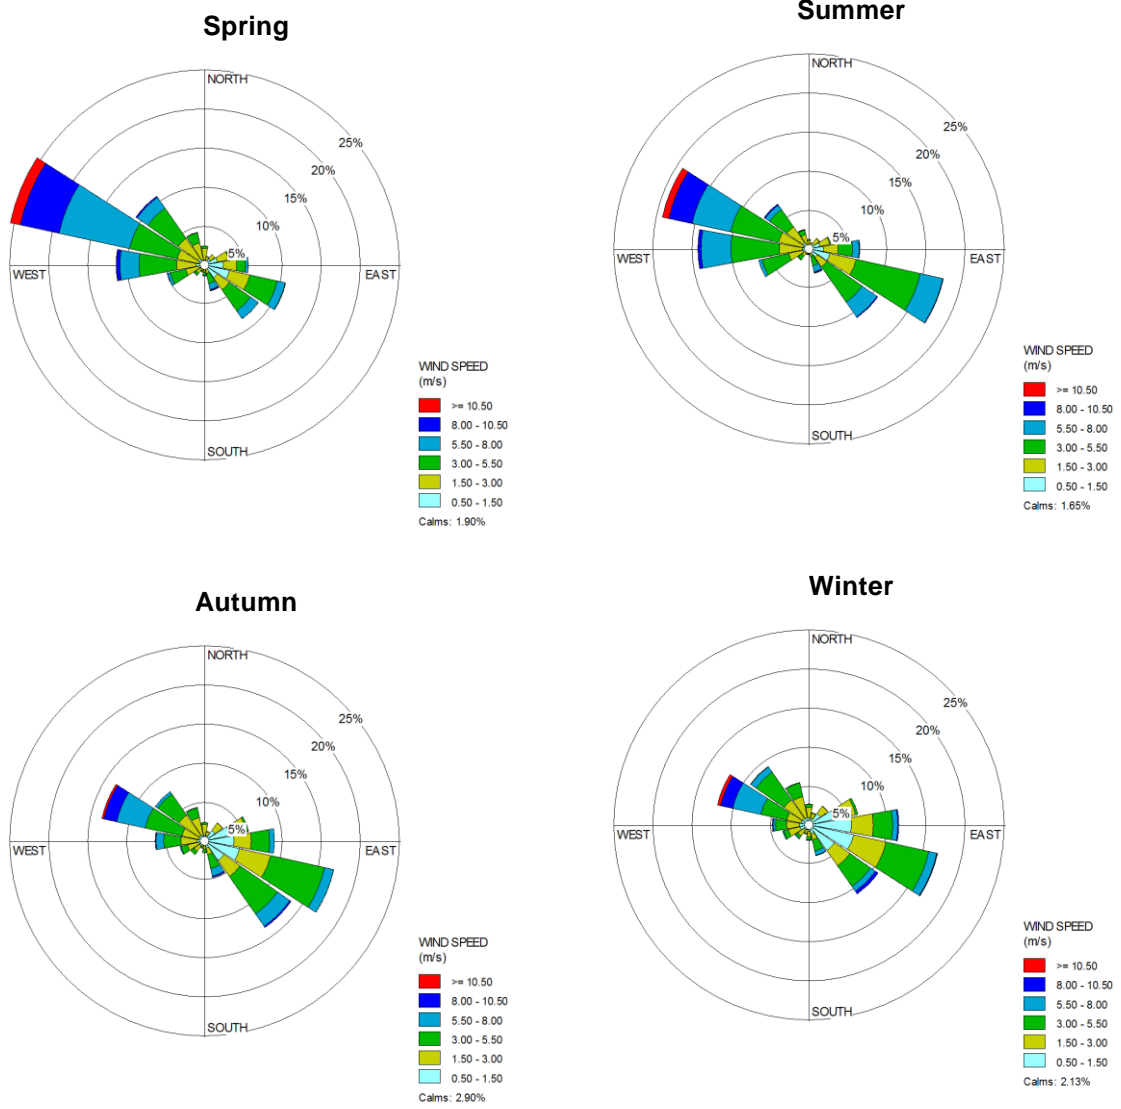 Spring
NORTH
25%
20%
15%
10%
5%
WEST
EAST
SOUTH
WIND SPEED
(m/s)
>= 10.50
8.00 - 10.50
5.50 - 8.00
3.00 - 5.50
1.50 - 3.00
0.50 - 1.50
Calms: 1.90%
Summer
NORTH
25%
20%
15%
10%
5%
WEST
EAST
SOUTH
WIND SPEED
(m/s)
>= 10.50
8.00 - 10.50
5.50 - 8.00
3.00 - 5.50
1.50 - 3.00
0.50 - 1.50
Calms: 1.65%
Autumn
NORTH
25%
20%
15%
10%
5%
WEST
EAST
SOUTH
WIND SPEED
(m/s)
>= 10.50
8.00 - 10.50
5.50 - 8.00
3.00 - 5.50
1.50 - 3.00
0.50 - 1.50
Calms: 2.90%
Winter
NORTH
25%
20%
15%
10%
5%
WEST
EAST
SOUTH
WIND SPEED
(m/s)
>= 10.50
8.00 - 10.50
5.50 - 8.00
3.00 - 5.50
1.50 - 3.00
0.50 - 1.50
Calms: 2.13%